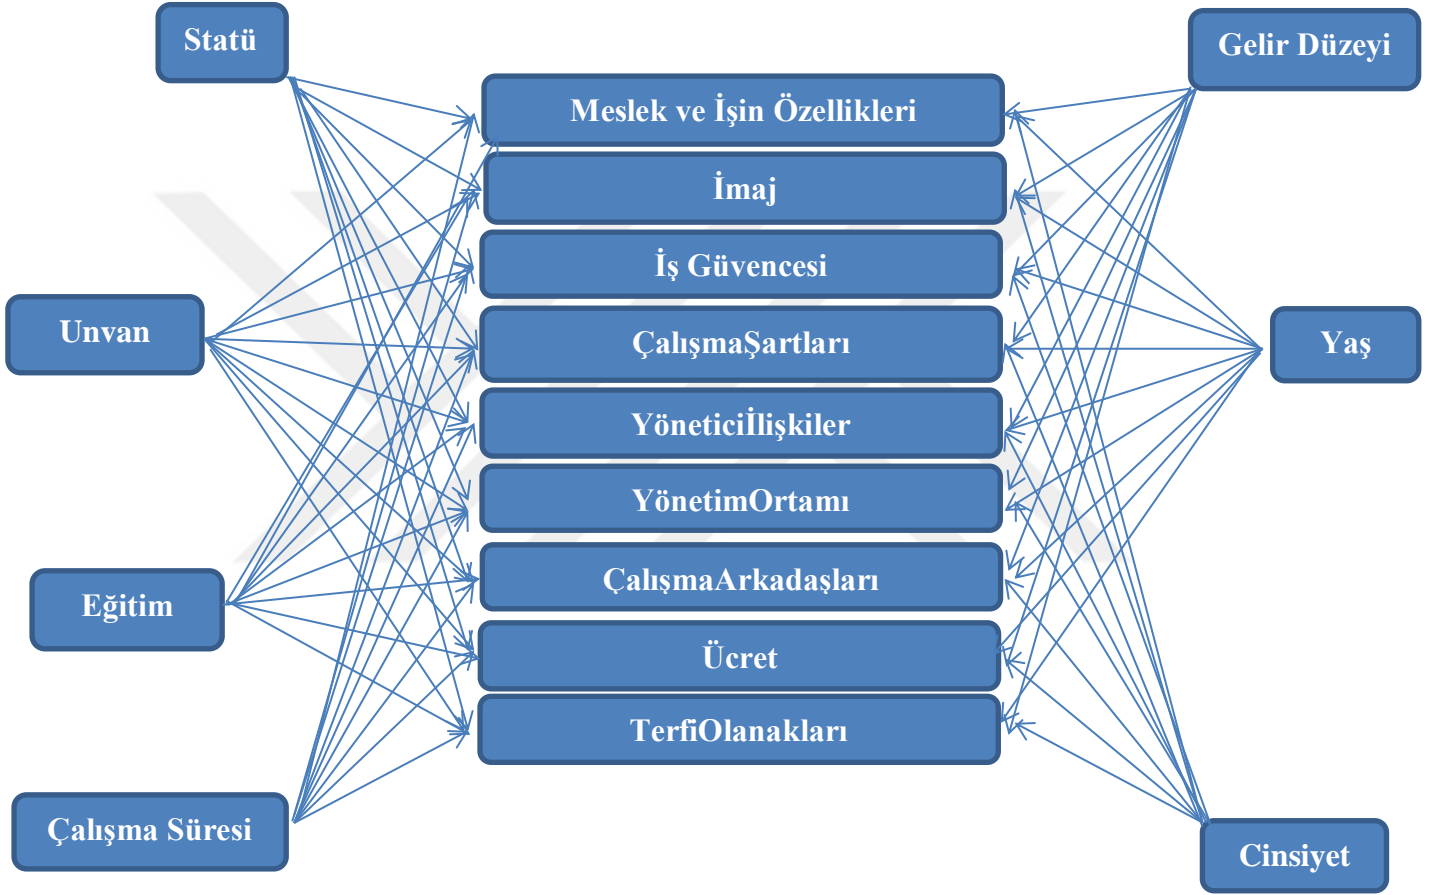 Statü
Gelir Düzeyi
Meslek ve İşin Özellikleri
İmaj
İş Güvencesi
Unvan
ÇalışmaŞartları
Yaş
Yöneticiİlişkiler
YönetimOrtamı
ÇalışmaArkadaşları
Eğitim
Ücret
TerfiOlanakları
Çalışma Süresi
Cinsiyet